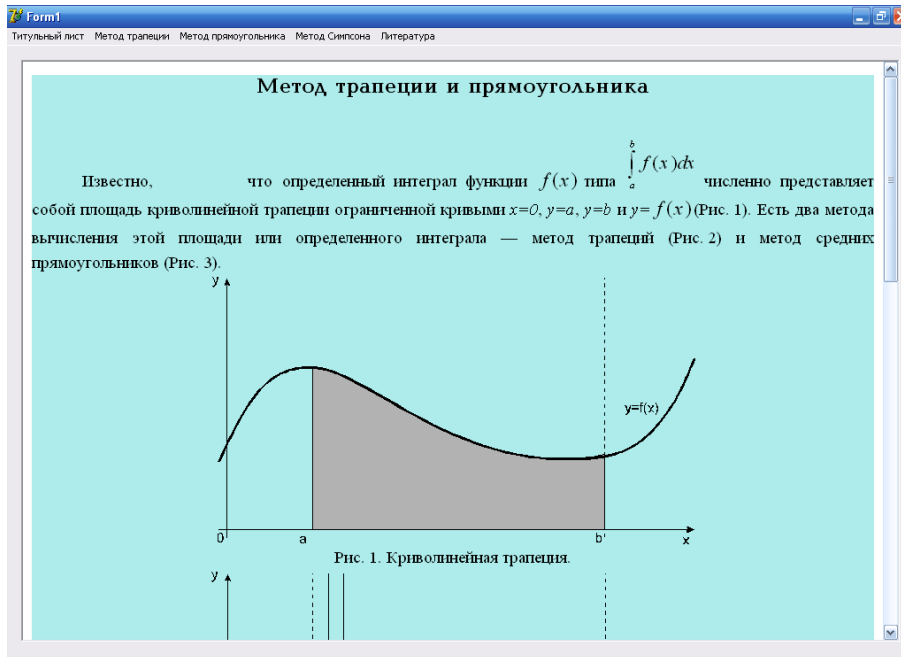 Form1
Титульный лист Метод трапеции Метод прямоугольника Метод Симпсона Литература
Метод трапеции и прямоугольника
Известно, что определенный интеграл функции f(x) типа ∫ₐᵇ f(x)dx численно представляет
собой площадь криволинейной трапеции ограниченной кривыми x=0, y=a, y=b и y= f(x)(Рис. 1). Есть два метода
вычисления этой площади или определенного интеграла — метод трапеций (Рис. 2) и метод средних
прямоугольников (Рис. 3).
y
y=f(x)
0 a b x
Рис. 1. Криволинейная трапеция.
y